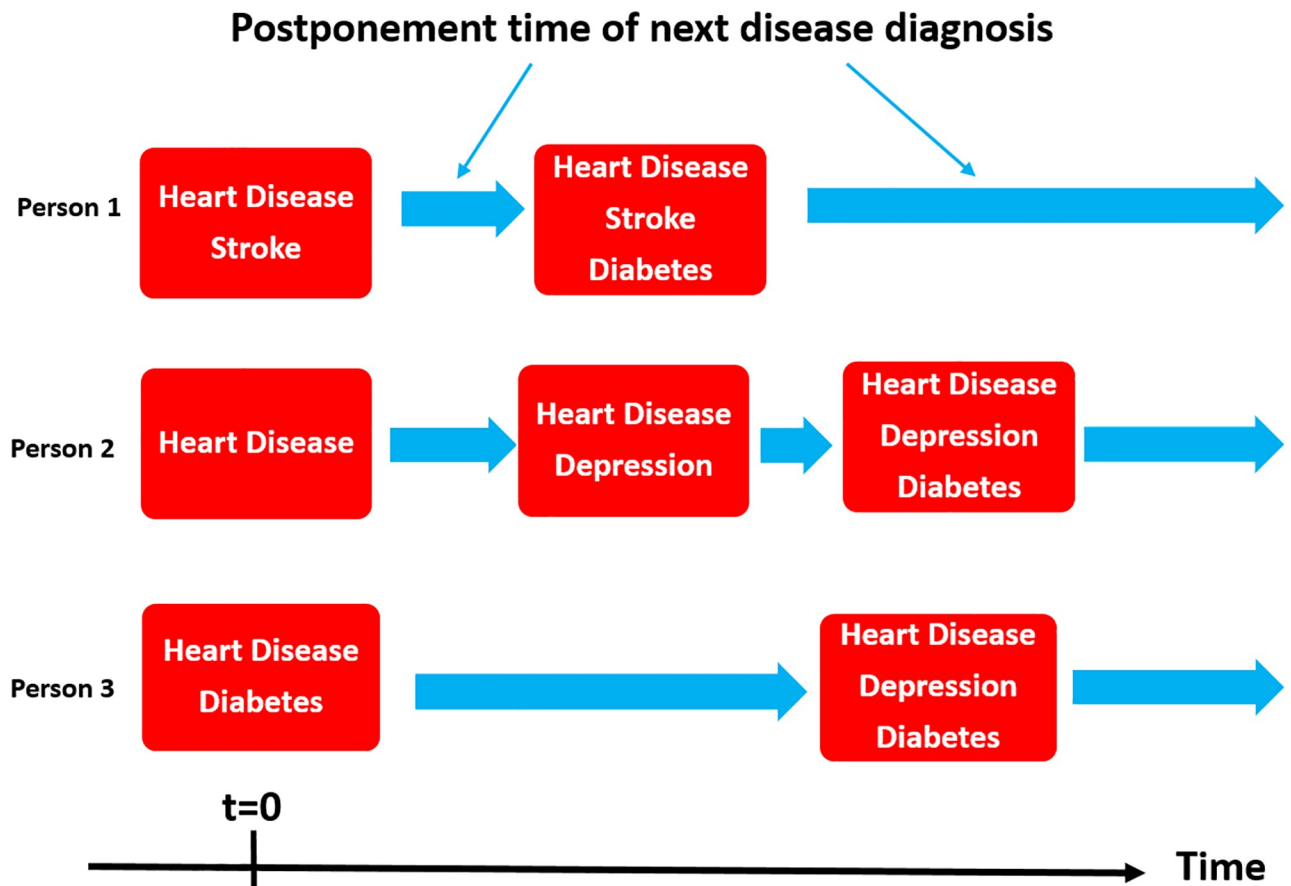 Postponement time of next disease diagnosis
Person 1
Heart Disease
Stroke
Heart Disease
Stroke
Diabetes
Person 2
Heart Disease
Heart Disease
Depression
Heart Disease
Depression
Diabetes
Person 3
Heart Disease
Diabetes
Heart Disease
Depression
Diabetes
t=0
Time